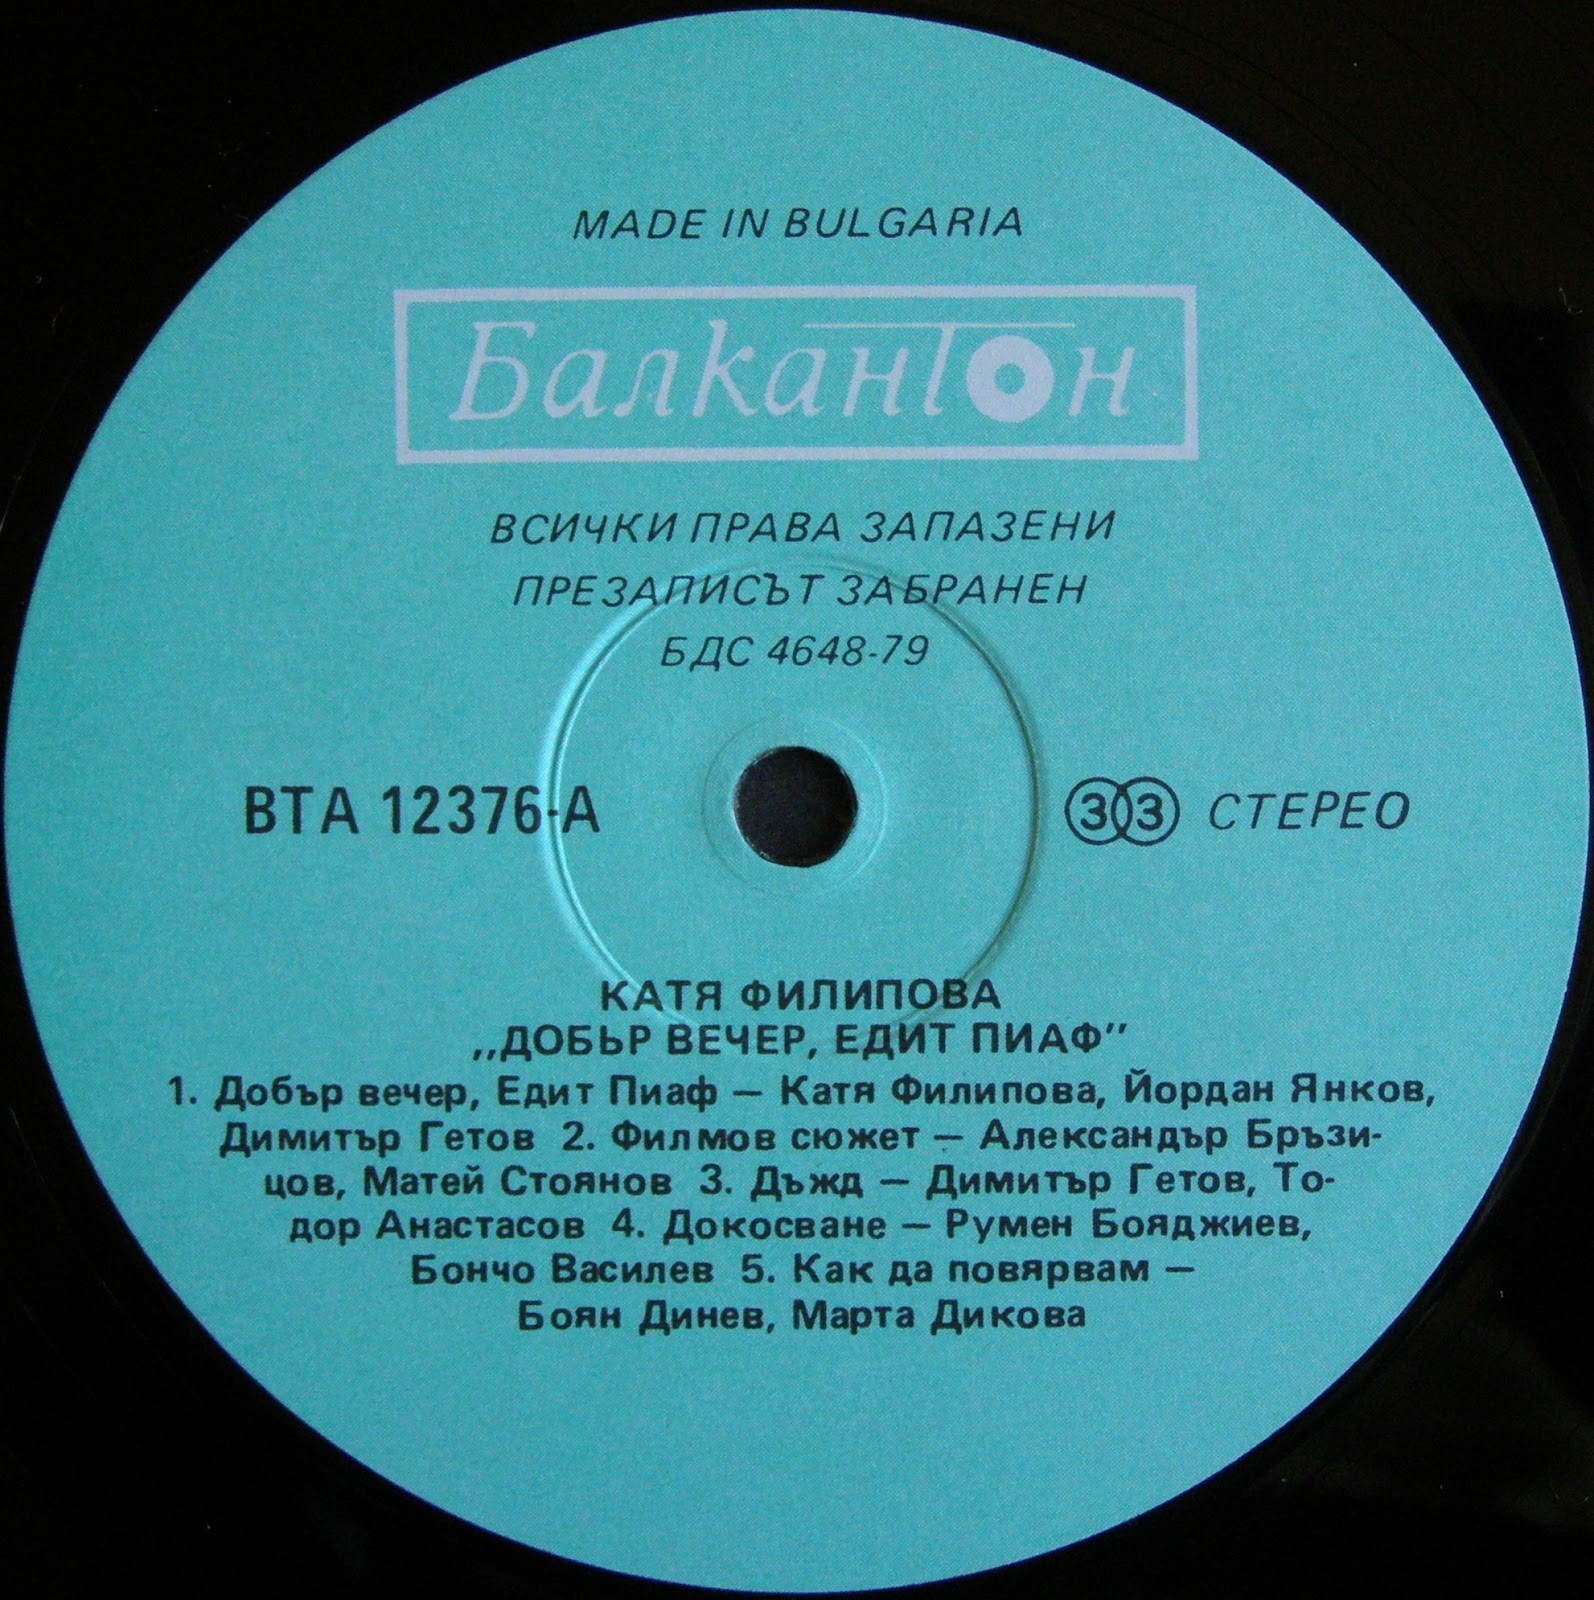 MADE IN BULGARIA
Балкантон
ВСИЧКИ ПРАВА ЗАПАЗЕНИ
ПРЕЗАПИСЪТ ЗАБРАНЕН
БДС 4648-79
ВТА 12376-А
33 СТЕРЕО
КАТЯ ФИЛИПОВА
„ДОБЪР ВЕЧЕР, ЕДИТ ПИАФ"
1. Добър вечер, Едит Пиаф — Катя Филипова, Йордан Янков,
Димитър Гетов 2. Филмов сюжет — Александър Бръзи-
цов, Матей Стоянов 3. Дъжд — Димитър Гетов, То-
дор Анастасов 4. Докосване — Румен Бояджиев,
Бончо Василев 5. Как да повярвам —
Боян Динев, Марта Дикова